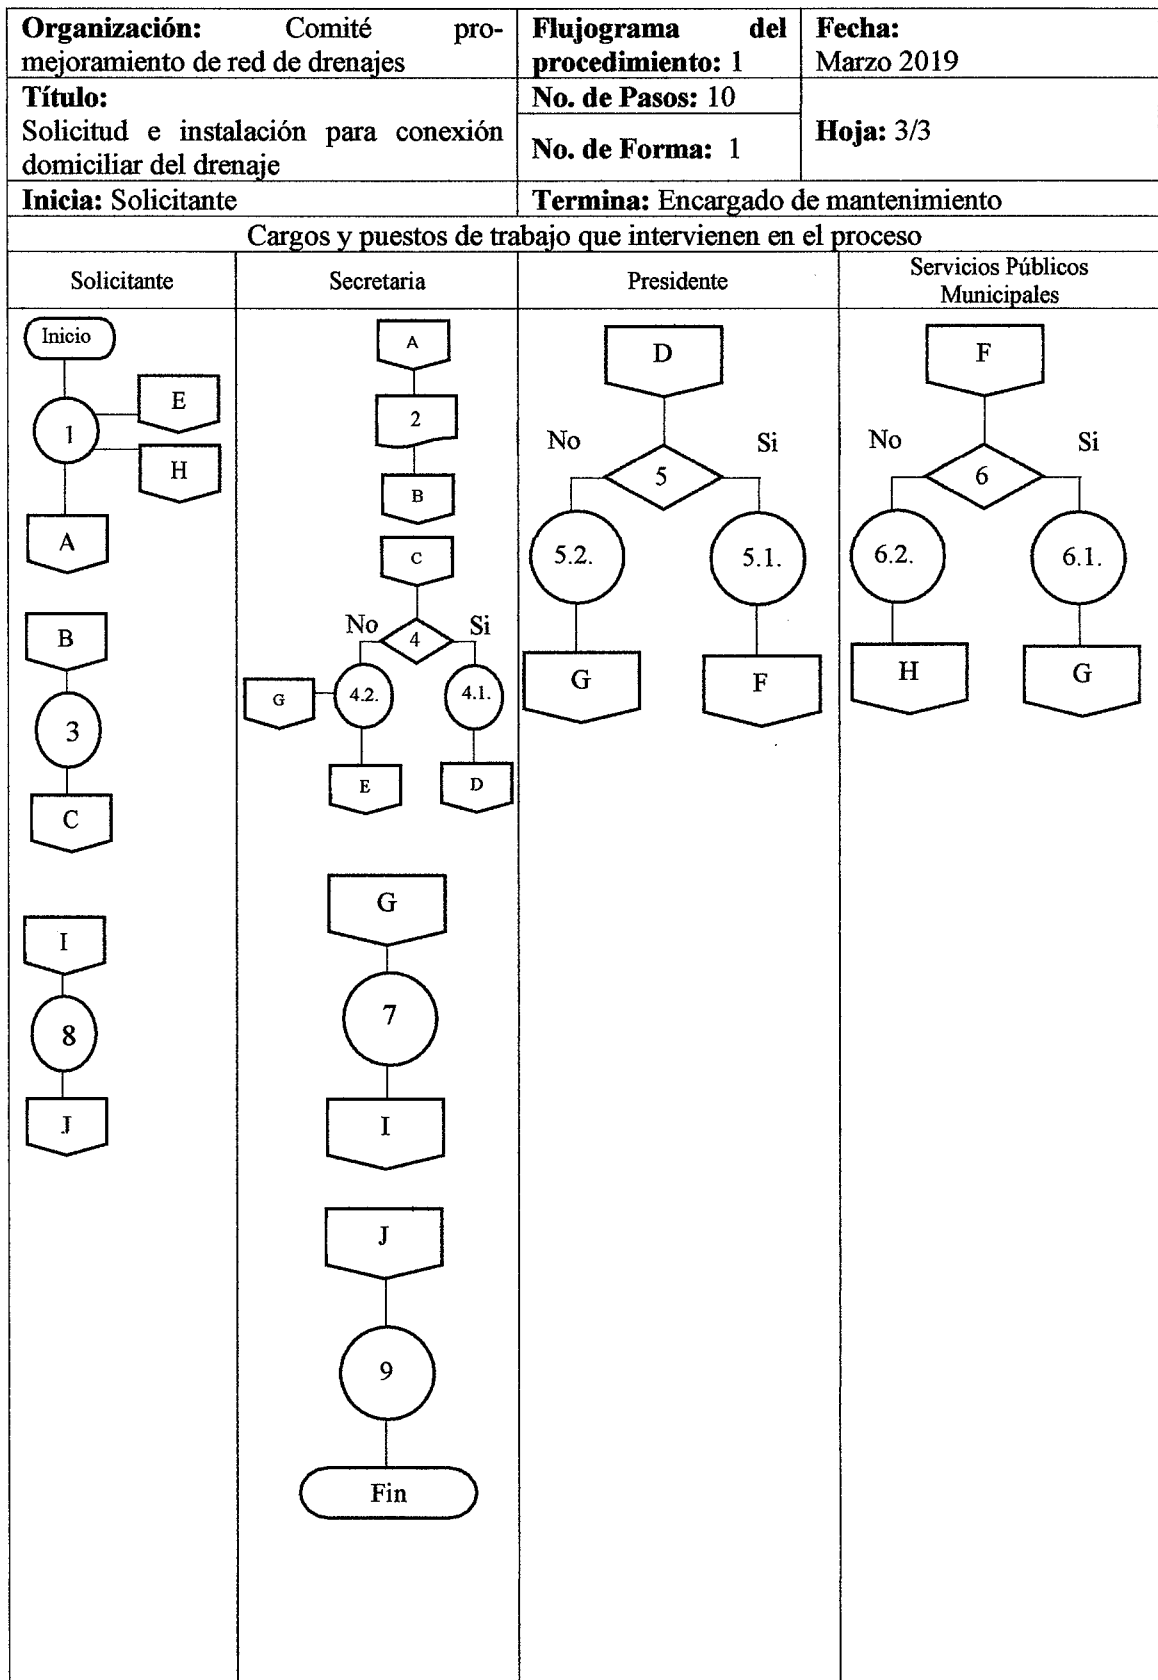 Organización: Comité pro-
mejoramiento de red de drenajes
Flujograma del
procedimiento: 1
Fecha:
Marzo 2019
Título:
Solicitud e instalación para conexión
domiciliar del drenaje
No. de Pasos: 10
No. de Forma: 1
Hoja: 3/3
Inicia: Solicitante
Termina: Encargado de mantenimiento
Cargos y puestos de trabajo que intervienen en el proceso
Solicitante
Secretaria
Presidente
Servicios Públicos
Municipales
Inicio
1
E
H
A
B
3
C
I
8
J
A
2
B
C
No
4
Si
G
4.2.
4.1.
E
D
G
7
I
J
9
Fin
D
No
Si
5
5.2.
5.1.
G
F
F
No
Si
6
6.2.
6.1.
H
G